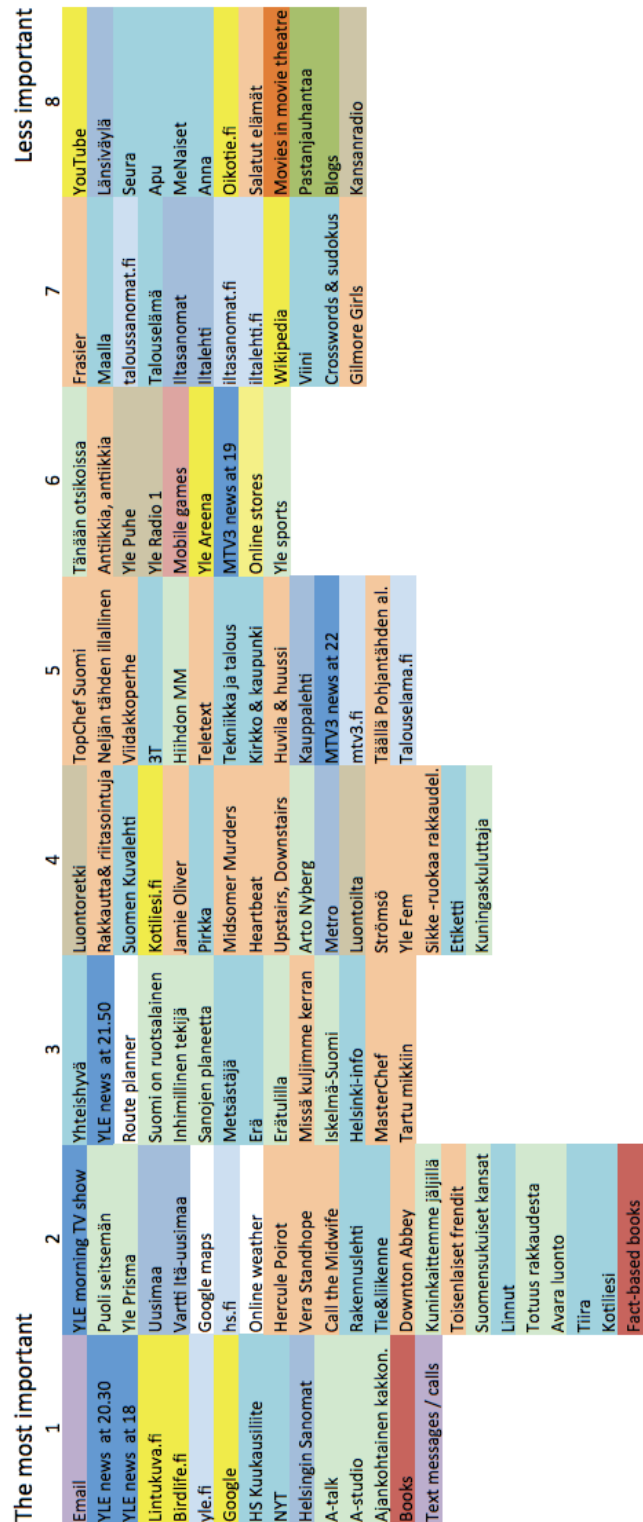 The most important
Less important
1
Email
YLE news at 20.30
YLE news at 18
Lintukuva.fi
Birdlife.fi
yle.fi
Google
HS Kuukausiliite
NYT
Helsingin Sanomat
A-talk
A-studio
Ajankohtainen kakkon.
Books
Text messages / calls
2
YLE morning TV show
Puoli seitsemän
Yle Prisma
Uusimaa
Vartti Itä-uusimaa
Google maps
hs.fi
Online weather
Hercule Poirot
Vera Standhope
Call the Midwife
Rakennuslehti
Tie&liikenne
Downton Abbey
Kuninkaittemme jäljillä
Toisenlaiset frendit
Suomensukuiset kansat
Linnut
Totuus rakkaudesta
Avara luonto
Tiira
Kotiliesi
Fact-based books
3
Yhteishyvä
YLE news at 21.50
Route planner
Suomi on ruotsalainen
Inhimillinen tekijä
Sanojen planeetta
Metsästäjä
Erä
Erätulilla
Missä kuljimme kerran
Iskelmä-Suomi
Helsinki-info
MasterChef
Tartu mikkiin
4
Luontoretki
Rakkautta& riitasointuja
Suomen Kuvalehti
Kotiliesi.fi
Jamie Oliver
Pirkka
Midsomer Murders
Heartbeat
Upstairs, Downstairs
Arto Nyberg
Metro
Luontoilta
Strömsö
Yle Fem
Sikke -ruokaa rakkaudel.
Etiketti
Kuningaskuluttaja
5
TopChef Suomi
Neljän tähden illallinen
Viidakkoperhe
3T
Hiihdon MM
Teletext
Tekniikka ja talous
Kirkko & kaupunki
Huvila & huussi
Kauppalehti
MTV3 news at 22
mtv3.fi
Täällä Pohjantähden al.
Talouselama.fi
6
Tänään otsikoissa
Antiikkia, antiikkia
Yle Puhe
Yle Radio 1
Mobile games
Yle Areena
MTV3 news at 19
Online stores
Yle sports
7
Frasier
Maalla
taloussanomat.fi
Talouselämä
Iltasanomat
Iltalehti
iltasanomat.fi
iltalehti.fi
Wikipedia
Viini
Crosswords & sudokus
Gilmore Girls
8
YouTube
Länsiväylä
Seura
Apu
MeNaiset
Anna
Oikotie.fi
Salatut elämät
Movies in movie theatre
Pastanjauhantaa
Blogs
Kansanradio